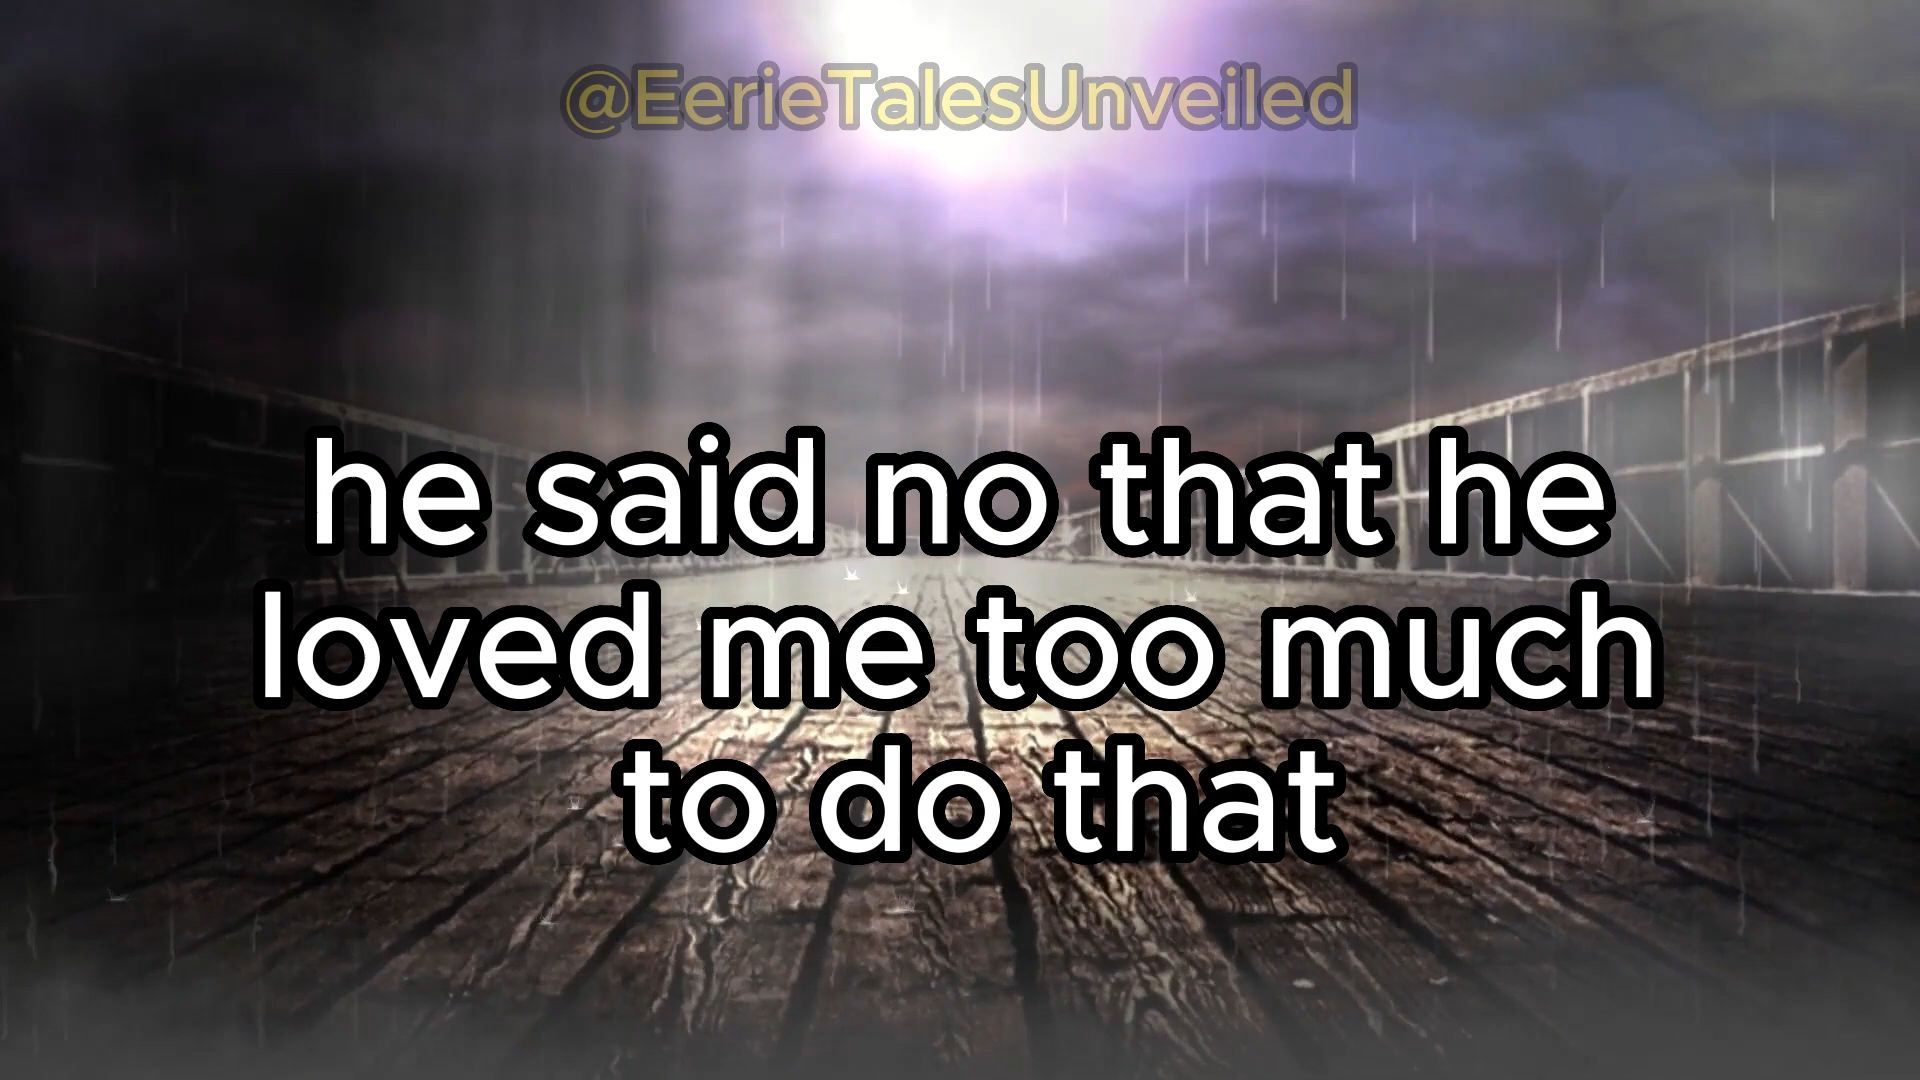 @EerieTalesUnveiled
he said no that he
loved me too much
to do that